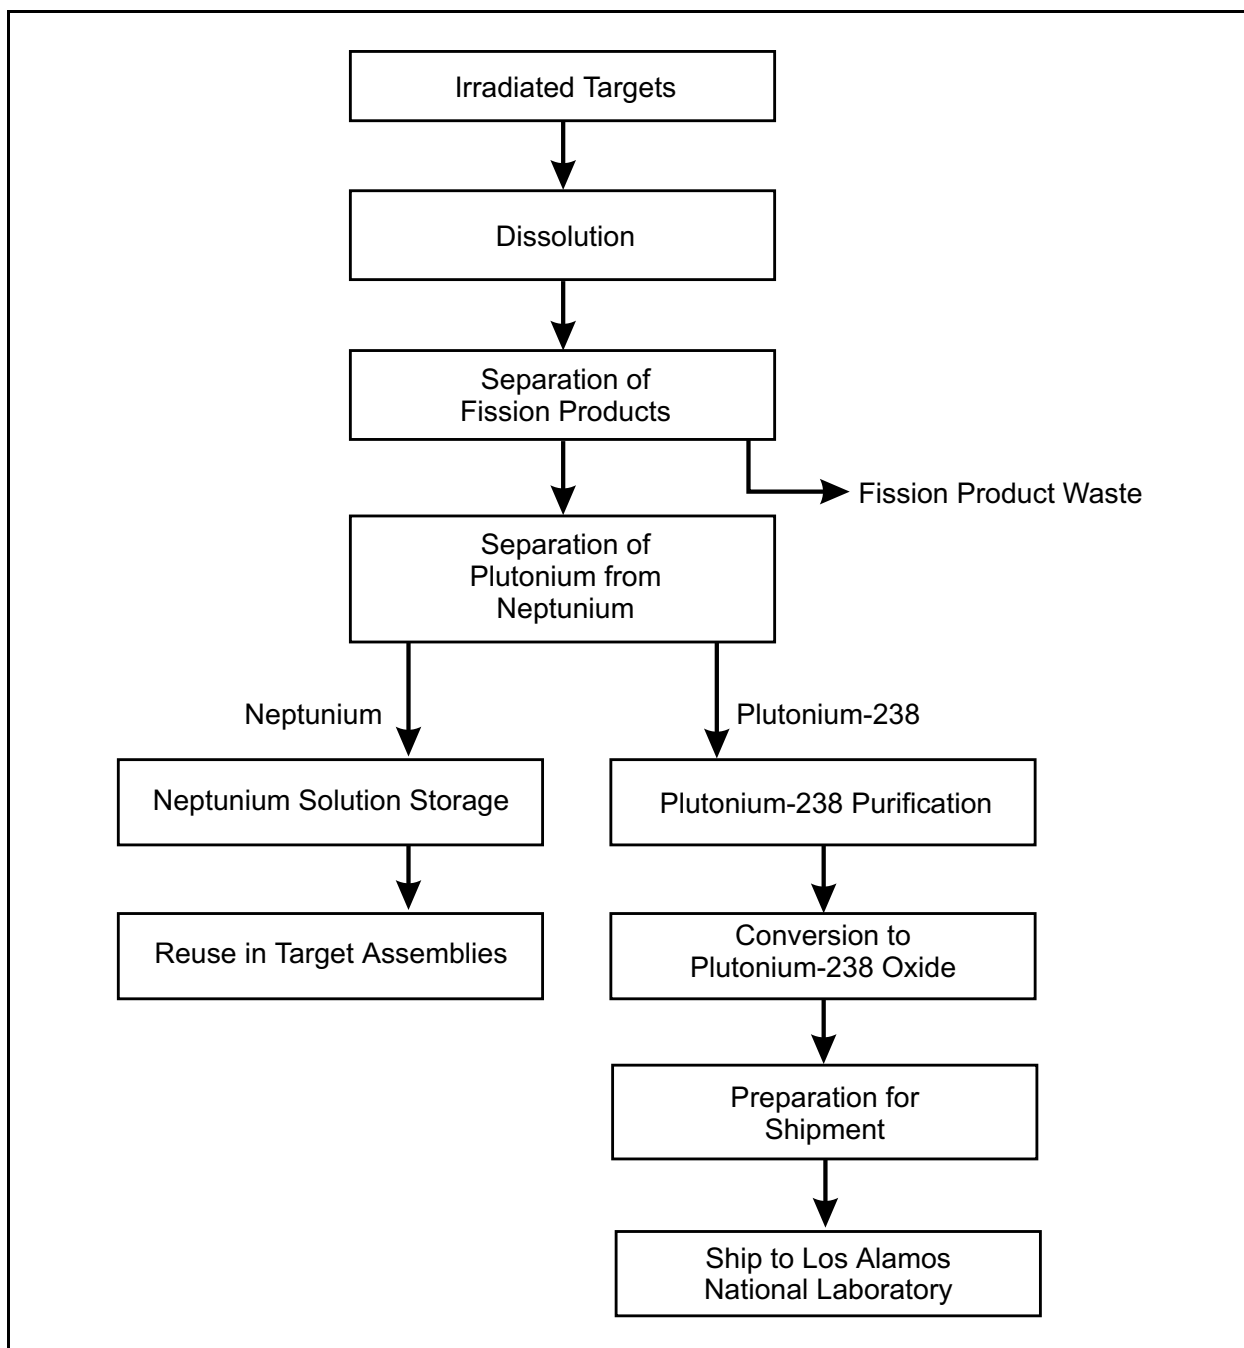 Irradiated Targets
Dissolution
Separation of
Fission Products
Fission Product Waste
Separation of
Plutonium from
Neptunium
Neptunium
Plutonium-238
Neptunium Solution Storage
Plutonium-238 Purification
Reuse in Target Assemblies
Conversion to
Plutonium-238 Oxide
Preparation for
Shipment
Ship to Los Alamos
National Laboratory